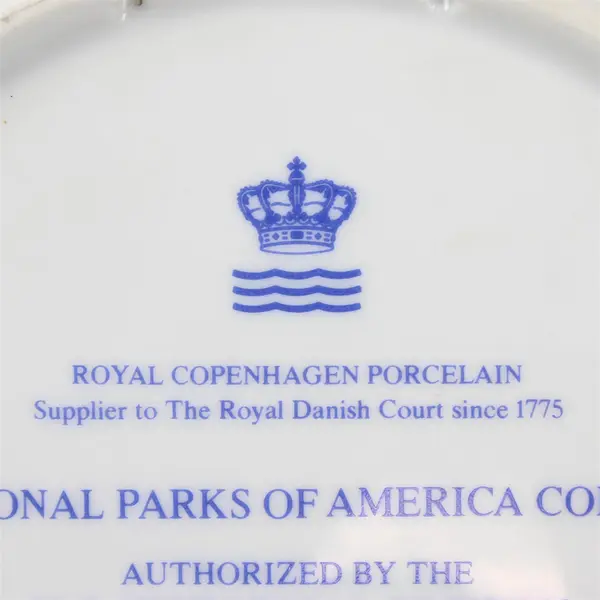 ROYAL COPENHAGEN PORCELAIN
Supplier to The Royal Danish Court since 1775
ONAL PARKS OF AMERICA CO
AUTHORIZED BY THE